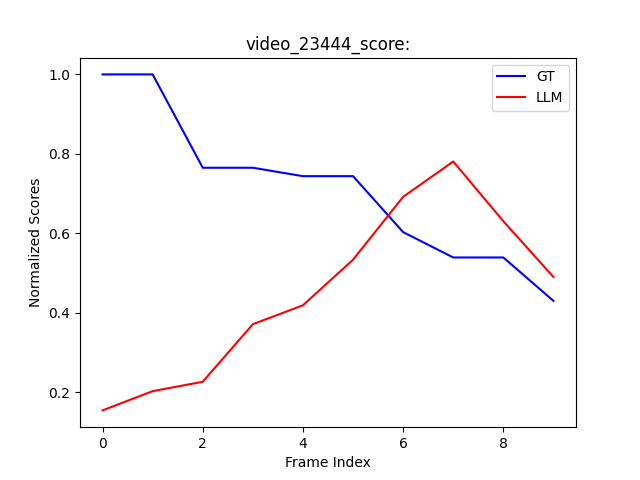 video_23444_score:
GT
LLM
Normalized Scores
1.0
0.8
0.6
0.4
0.2
0 2 4 6 8
Frame Index